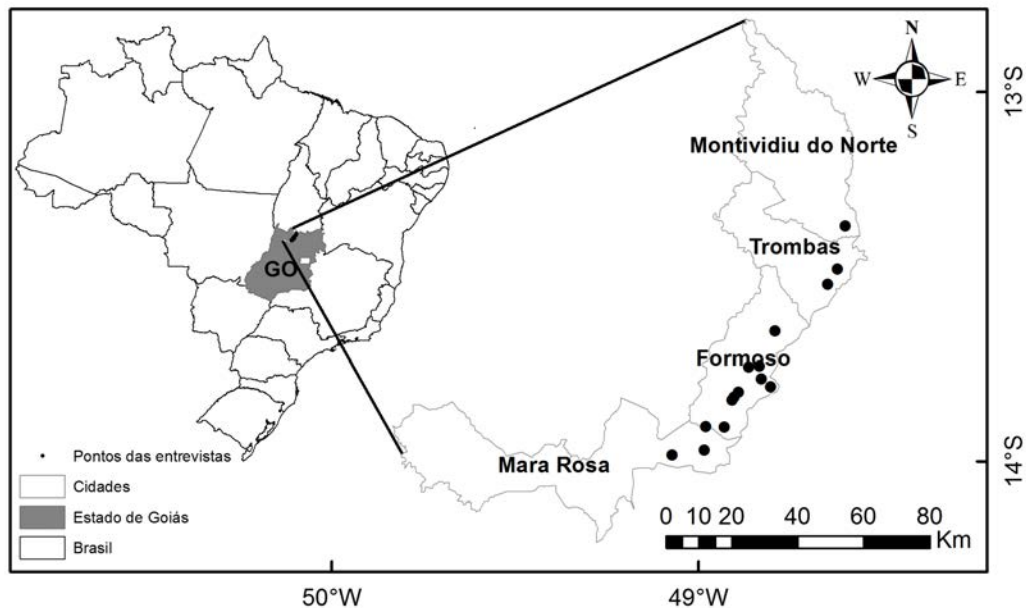 N
W E
S
13°S
Montividiu do Norte
Trombas
GO
Formoso
Mara Rosa
14°S
Pontos das entrevistas
Cidades
Estado de Goiás
Brasil
0 10 20 40 60 80
Km
50°W 49°W